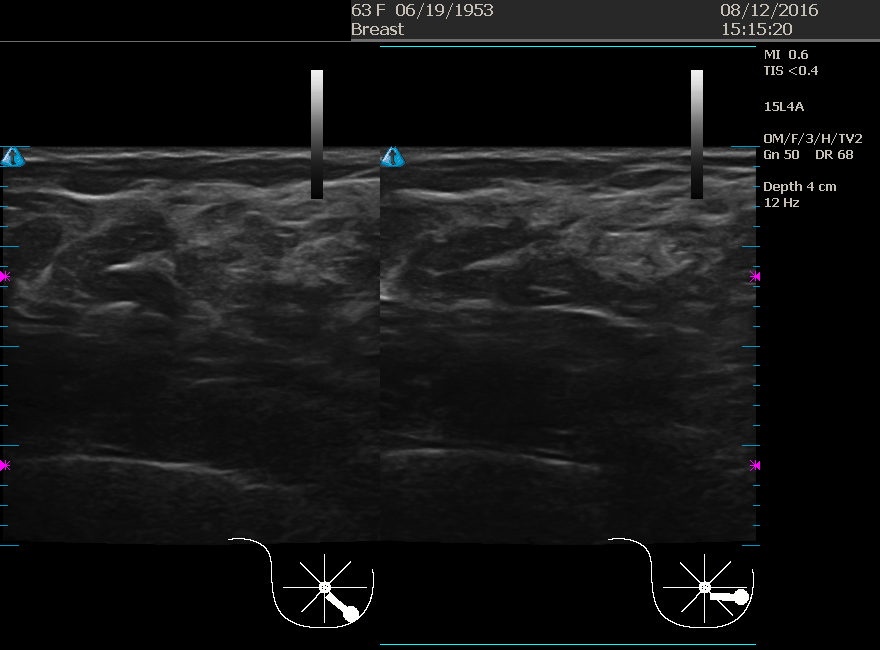 63 F 06/19/1953 08/12/2016
Breast 15:15:20
MI 0.6
TIS <0.4
15L4A
OM/F/3/H/TV2
Gn 50 DR 68
Depth 4 cm
12 Hz